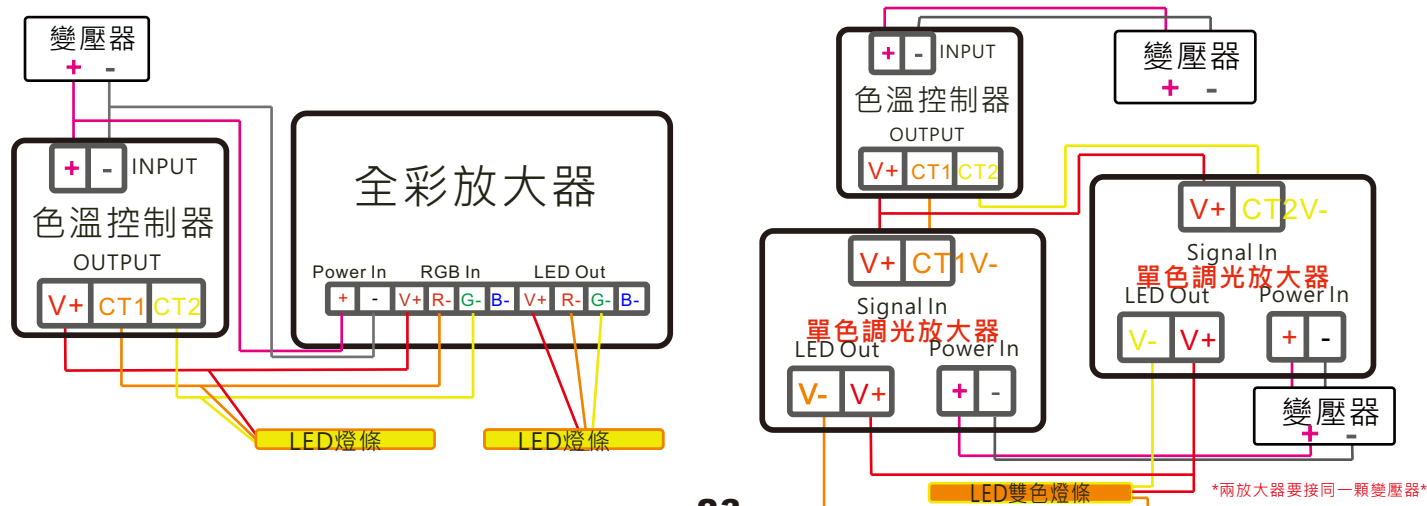 變壓器
+ -
+ - INPUT
色溫控制器
OUTPUT
V+ CT1 CT2
全彩放大器
Power In RGB In LED Out
+ - V+ R- G- B- V+ R- G- B-
LED燈條
LED燈條
+ - INPUT
色溫控制器
OUTPUT
V+ CT1 CT2
變壓器
+ -
V+ CT1V-
Signal In
單色調光放大器
LED Out Power In
V- V+ + -
V+ CT2V-
Signal In
單色調光放大器
LED Out Power In
V- V+ + -
變壓器
+ -
LED雙色燈條
*兩放大器要接同一顆變壓器*